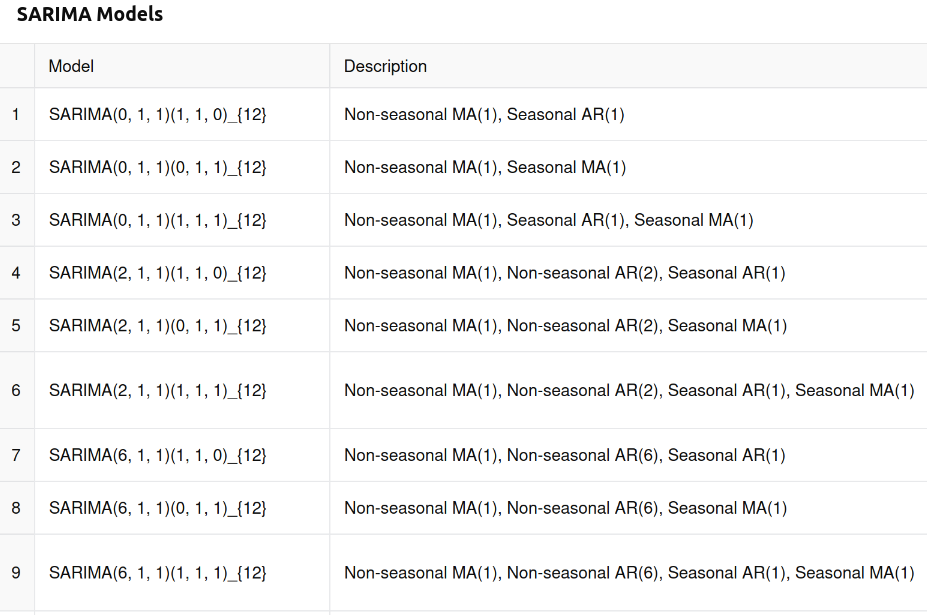 SARIMA Models
Model Description
1 SARIMA(0, 1, 1)(1, 1, 0)_{12} Non-seasonal MA(1), Seasonal AR(1)
2 SARIMA(0, 1, 1)(0, 1, 1)_{12} Non-seasonal MA(1), Seasonal MA(1)
3 SARIMA(0, 1, 1)(1, 1, 1)_{12} Non-seasonal MA(1), Seasonal AR(1), Seasonal MA(1)
4 SARIMA(2, 1, 1)(1, 1, 0)_{12} Non-seasonal MA(1), Non-seasonal AR(2), Seasonal AR(1)
5 SARIMA(2, 1, 1)(0, 1, 1)_{12} Non-seasonal MA(1), Non-seasonal AR(2), Seasonal MA(1)
6 SARIMA(2, 1, 1)(1, 1, 1)_{12} Non-seasonal MA(1), Non-seasonal AR(2), Seasonal AR(1), Seasonal MA(1)
7 SARIMA(6, 1, 1)(1, 1, 0)_{12} Non-seasonal MA(1), Non-seasonal AR(6), Seasonal AR(1)
8 SARIMA(6, 1, 1)(0, 1, 1)_{12} Non-seasonal MA(1), Non-seasonal AR(6), Seasonal MA(1)
9 SARIMA(6, 1, 1)(1, 1, 1)_{12} Non-seasonal MA(1), Non-seasonal AR(6), Seasonal AR(1), Seasonal MA(1)